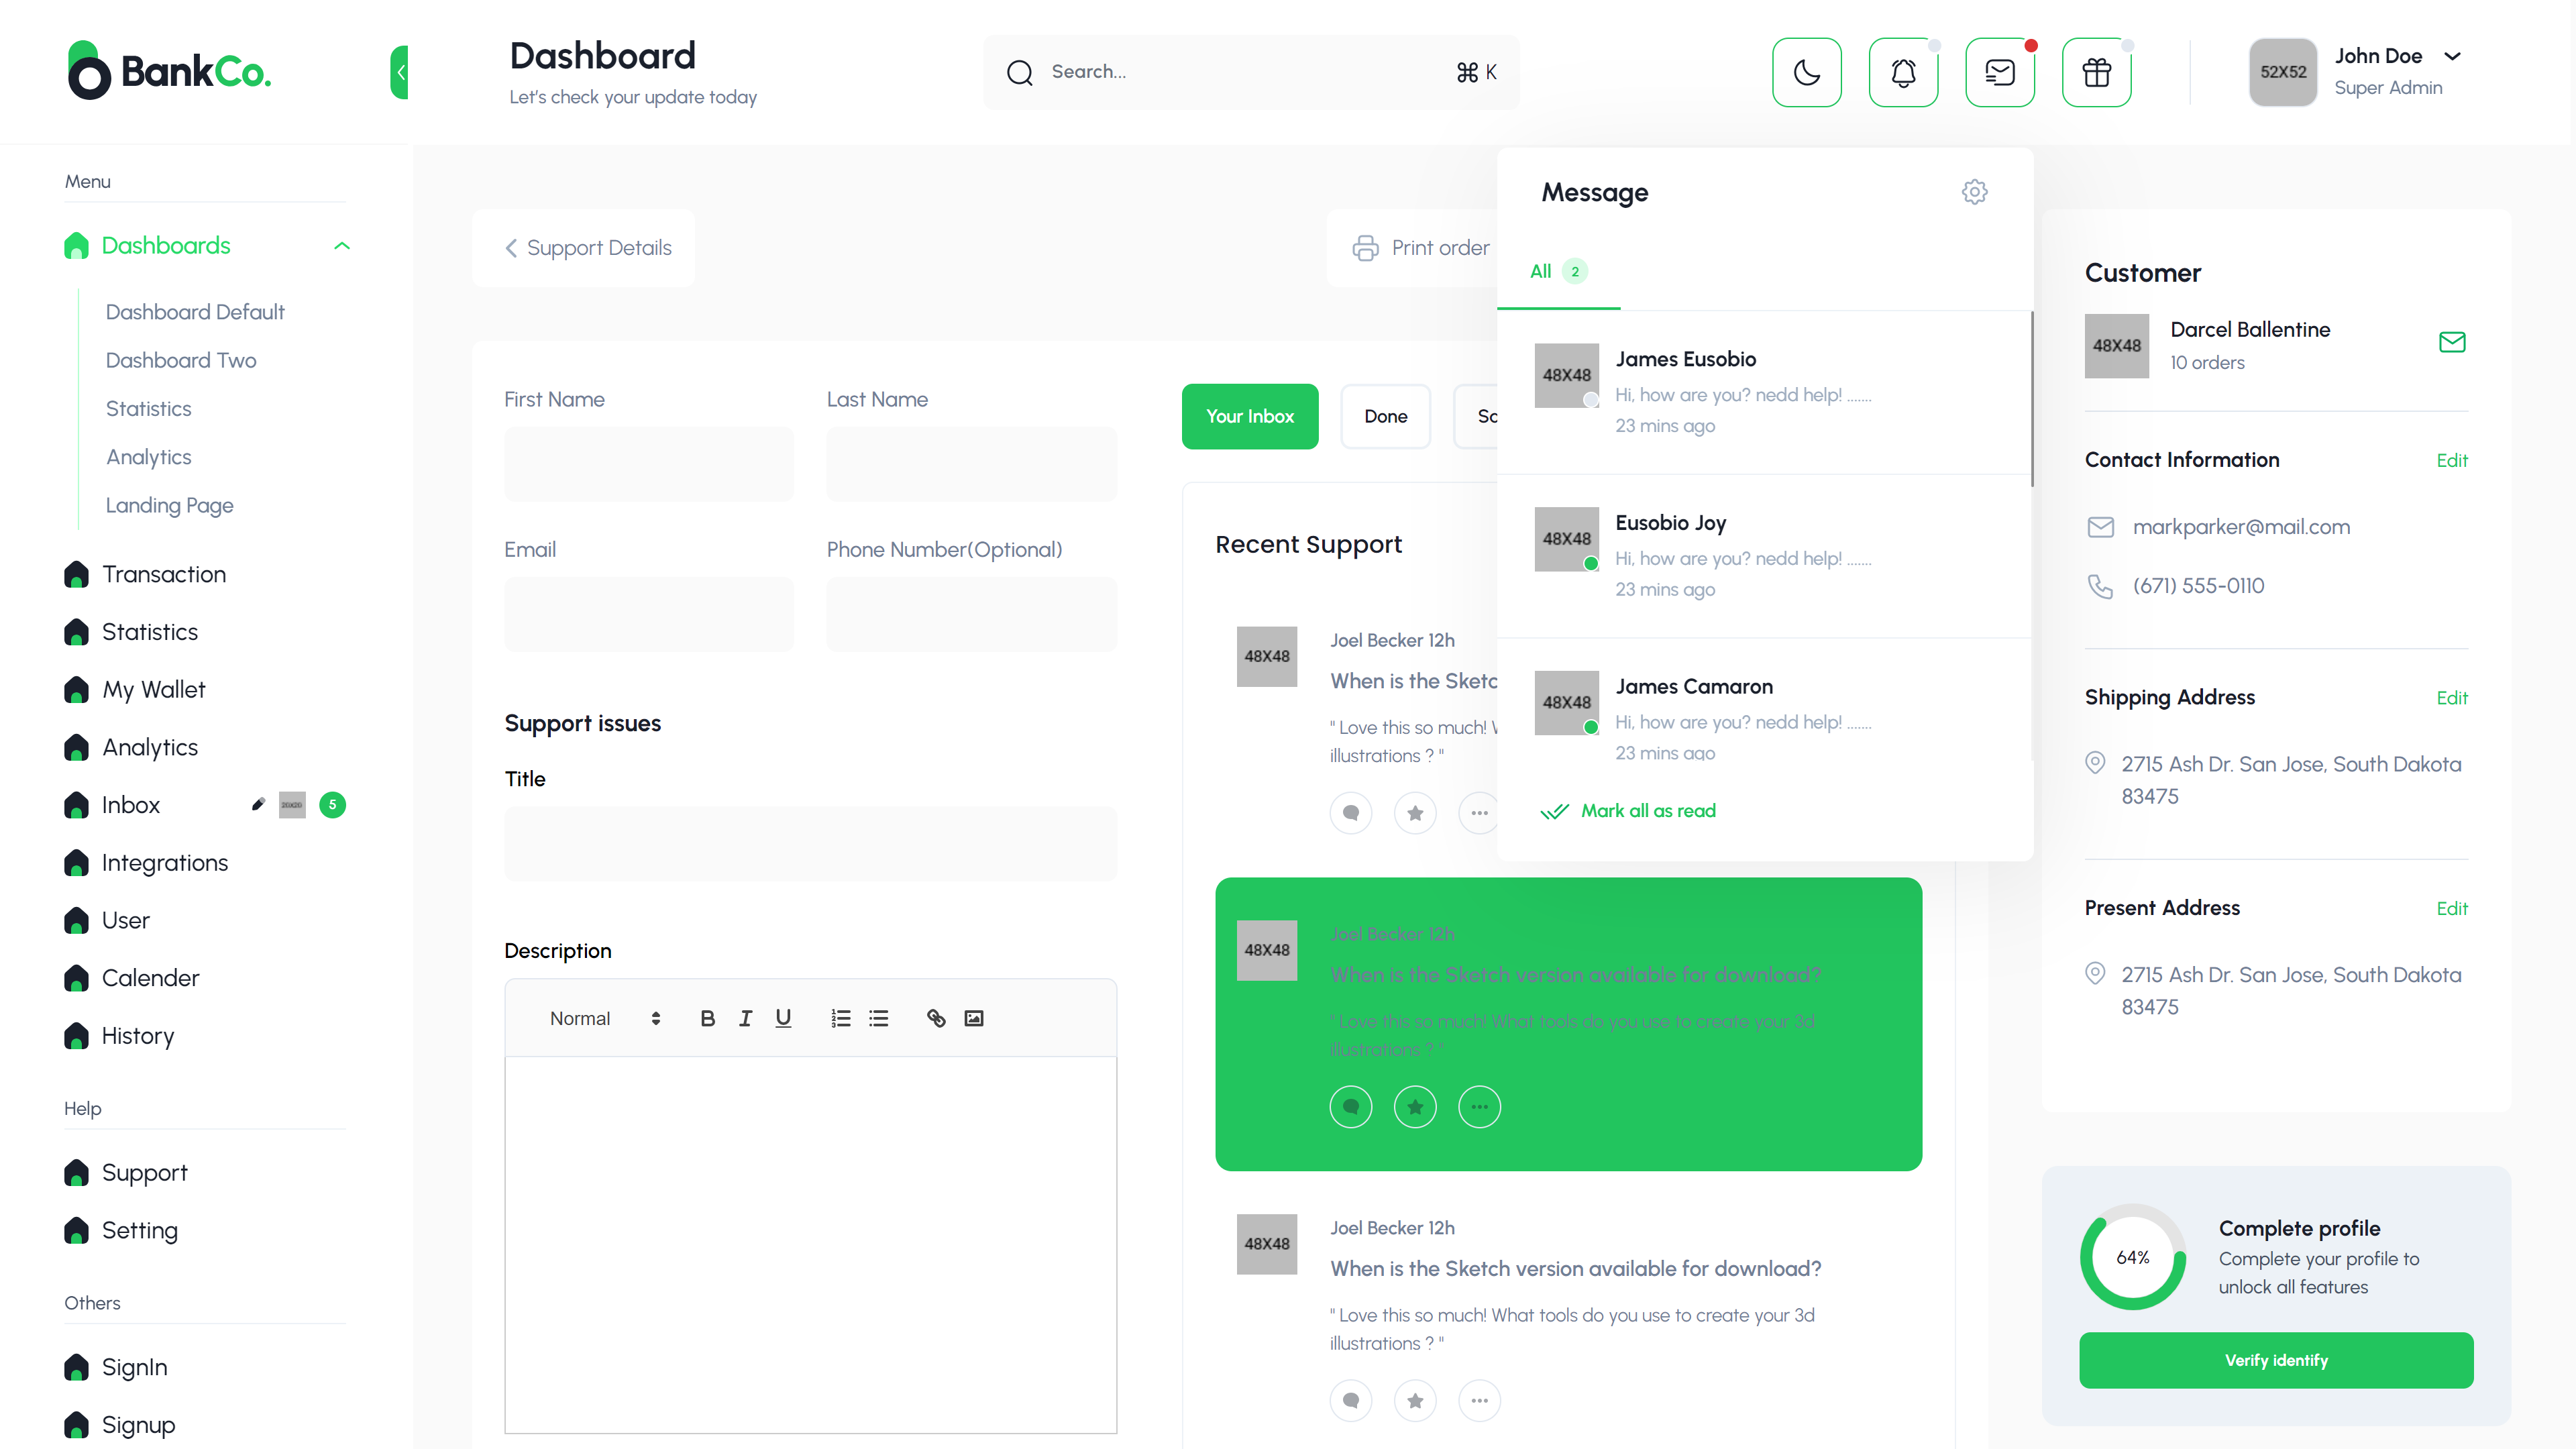 BankCo.
Dashboard
Let's check your update today
Search...
⌘ K
52X52
John Doe
Super Admin
Menu
Dashboards
Dashboard Default
Dashboard Two
Statistics
Analytics
Landing Page
Transaction
Statistics
My Wallet
Analytics
Inbox
5
Integrations
User
Calender
History
Help
Support
Setting
Others
SignIn
Signup
Support Details
Print order
First Name
Last Name
Email
Phone Number(Optional)
Support issues
Title
Description
Normal
Your Inbox
Done
Recent Support
48X48
Joel Becker 12h
When is the Sketc
" Love this so much!
illustrations ? "
48X48
Joel Becker 12h
When is the Sketch version available for download?
" Love this so much! What tools do you use to create your 3d
illustrations ? "
48X48
Joel Becker 12h
When is the Sketch version available for download?
" Love this so much! What tools do you use to create your 3d
illustrations ? "
Message
All 2
48X48
James Eusobio
Hi, how are you? nedd help! .......
23 mins ago
48X48
Eusobio Joy
Hi, how are you? nedd help! .......
23 mins ago
48X48
James Camaron
Hi, how are you? nedd help! .......
23 mins ago
Mark all as read
Customer
48X48
Darcel Ballentine
10 orders
Contact Information
Edit
markparker@mail.com
(671) 555-0110
Shipping Address
Edit
2715 Ash Dr. San Jose, South Dakota
83475
Present Address
Edit
2715 Ash Dr. San Jose, South Dakota
83475
64%
Complete profile
Complete your profile to
unlock all features
Verify identify